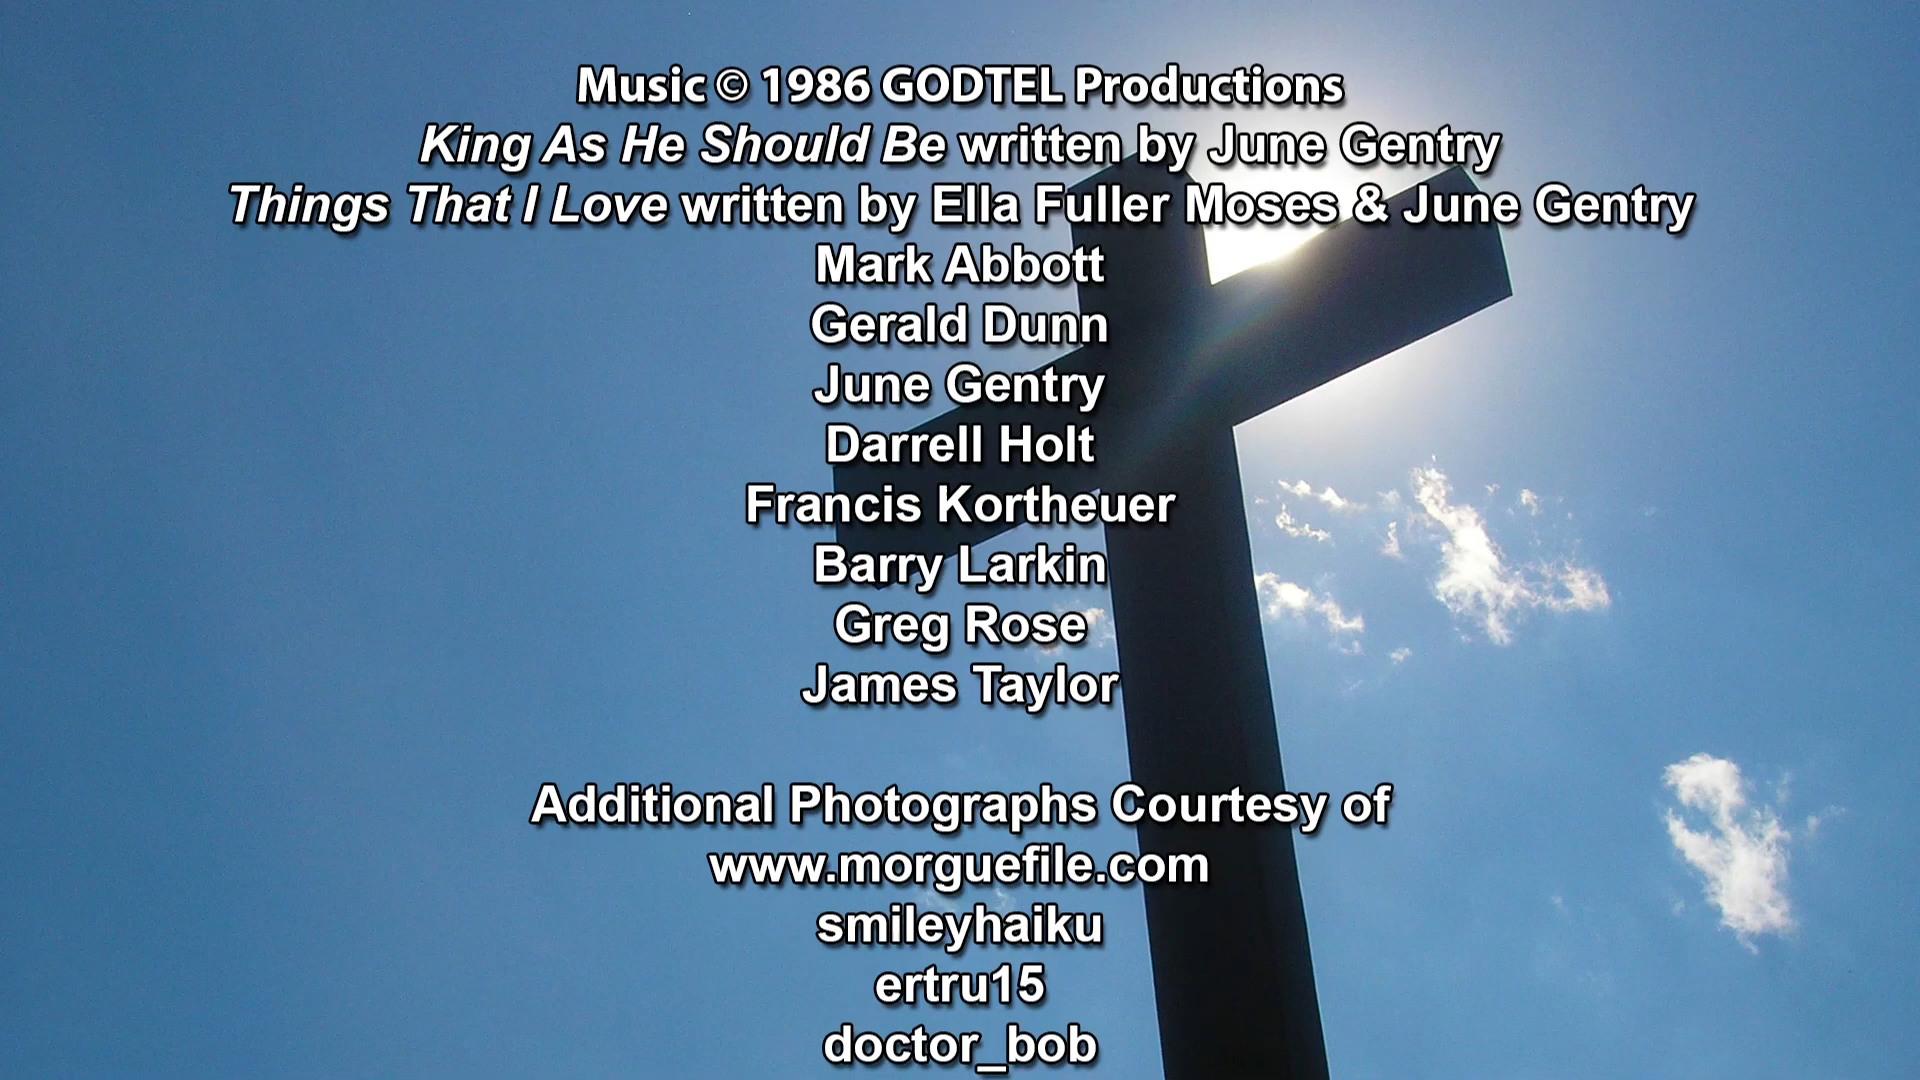 Music © 1986 GODTEL Productions
King As He Should Be written by June Gentry
Things That I Love written by Ella Fuller Moses & June Gentry
Mark Abbott
Gerald Dunn
June Gentry
Darrell Holt
Francis Kortheuer
Barry Larkin
Greg Rose
James Taylor
Additional Photographs Courtesy of
www.morguefile.com
smileyhaiku
ertru15
doctor_bob